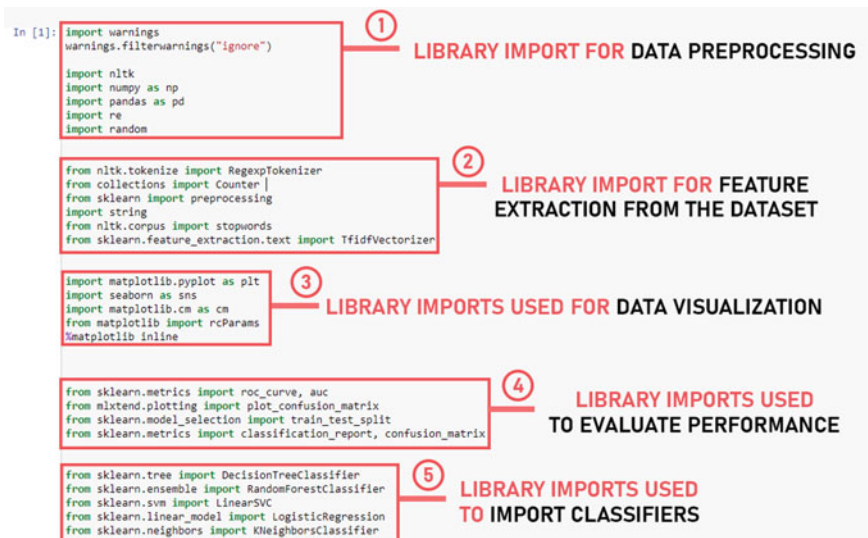 In [1]:
import warnings
warnings.filterwarnings("ignore")
import nltk
import numpy as np
import pandas as pd
import re
import random
1
LIBRARY IMPORT FOR DATA PREPROCESSING
from nltk.tokenize import RegexpTokenizer
from collections import Counter
from sklearn import preprocessing
import string
from nltk.corpus import stopwords
from sklearn.feature_extraction.text import TfidfVectorizer
2
LIBRARY IMPORT FOR FEATURE
EXTRACTION FROM THE DATASET
import matplotlib.pyplot as plt
import seaborn as sns
import matplotlib.cm as cm
from matplotlib import rcParams
%matplotlib inline
3
LIBRARY IMPORTS USED FOR DATA VISUALIZATION
from sklearn.metrics import roc_curve, auc
from mlxtend.plotting import plot_confusion_matrix
from sklearn.model_selection import train_test_split
from sklearn.metrics import classification_report, confusion_matrix
4
LIBRARY IMPORTS USED
TO EVALUATE PERFORMANCE
from sklearn.tree import DecisionTreeClassifier
from sklearn.ensemble import RandomForestClassifier
from sklearn.svm import LinearSVC
from sklearn.linear_model import LogisticRegression
from sklearn.neighbors import KNeighborsClassifier
5
LIBRARY IMPORTS USED
TO IMPORT CLASSIFIERS